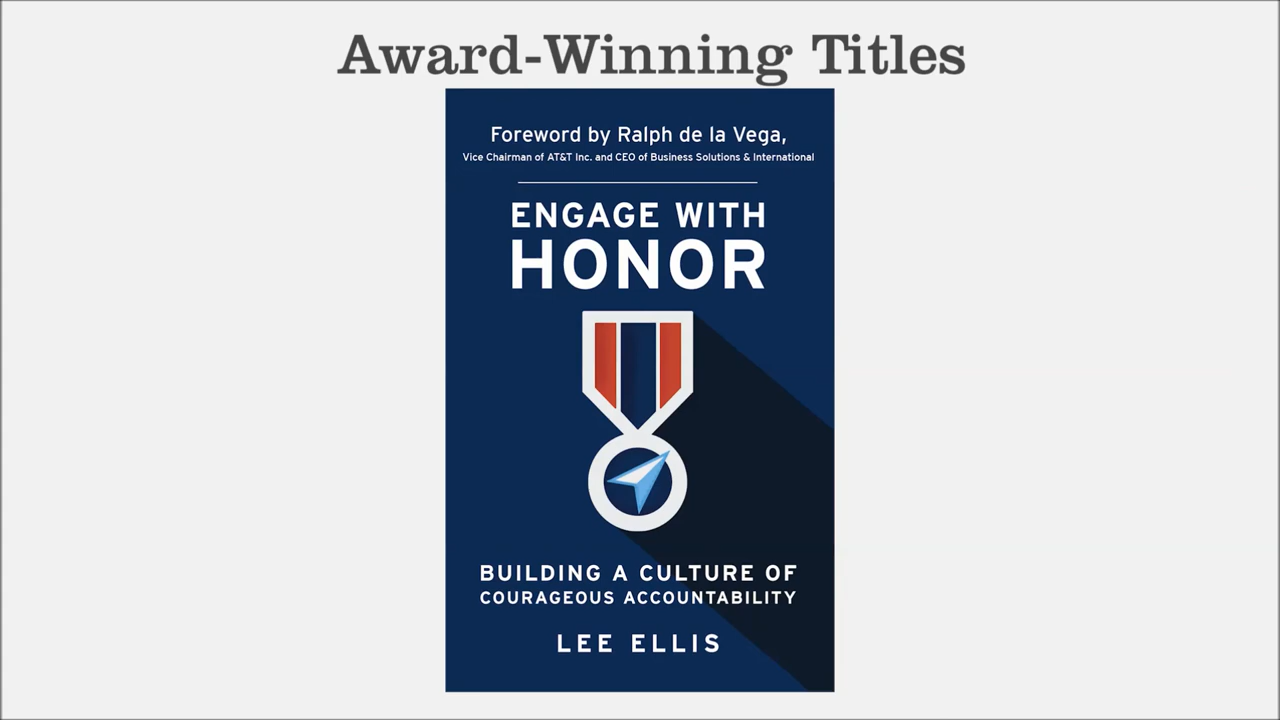 Award-Winning Titles
Foreword by Ralph de la Vega,
Vice Chairman of AT&T Inc. and CEO of Business Solutions & International
ENGAGE WITH
HONOR
BUILDING A CULTURE OF
COURAGEOUS ACCOUNTABILITY
LEE ELLIS